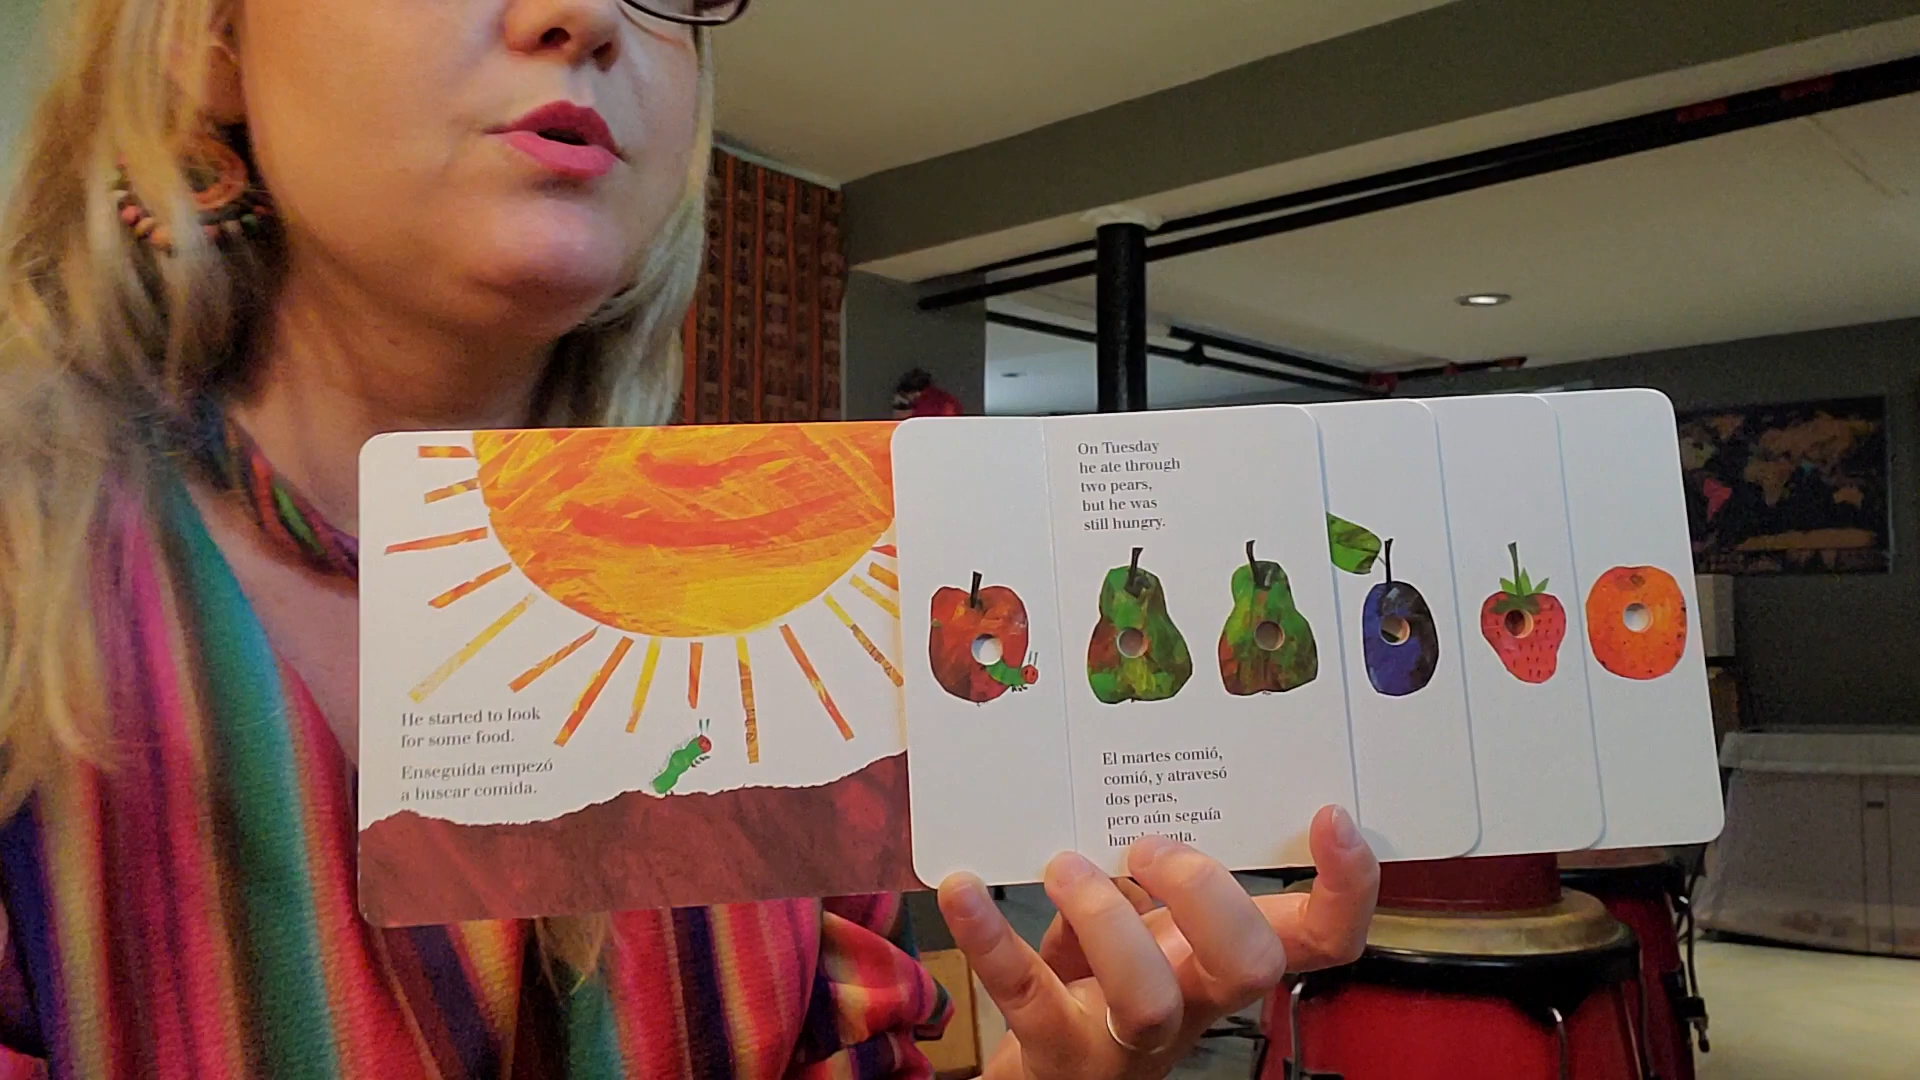 He started to look
for some food.
Enseguida empezó
a buscar comida.
On Tuesday
he ate through
two pears,
but he was
still hungry.
El martes comió,
comió, y atravesó
dos peras,
pero aún seguía